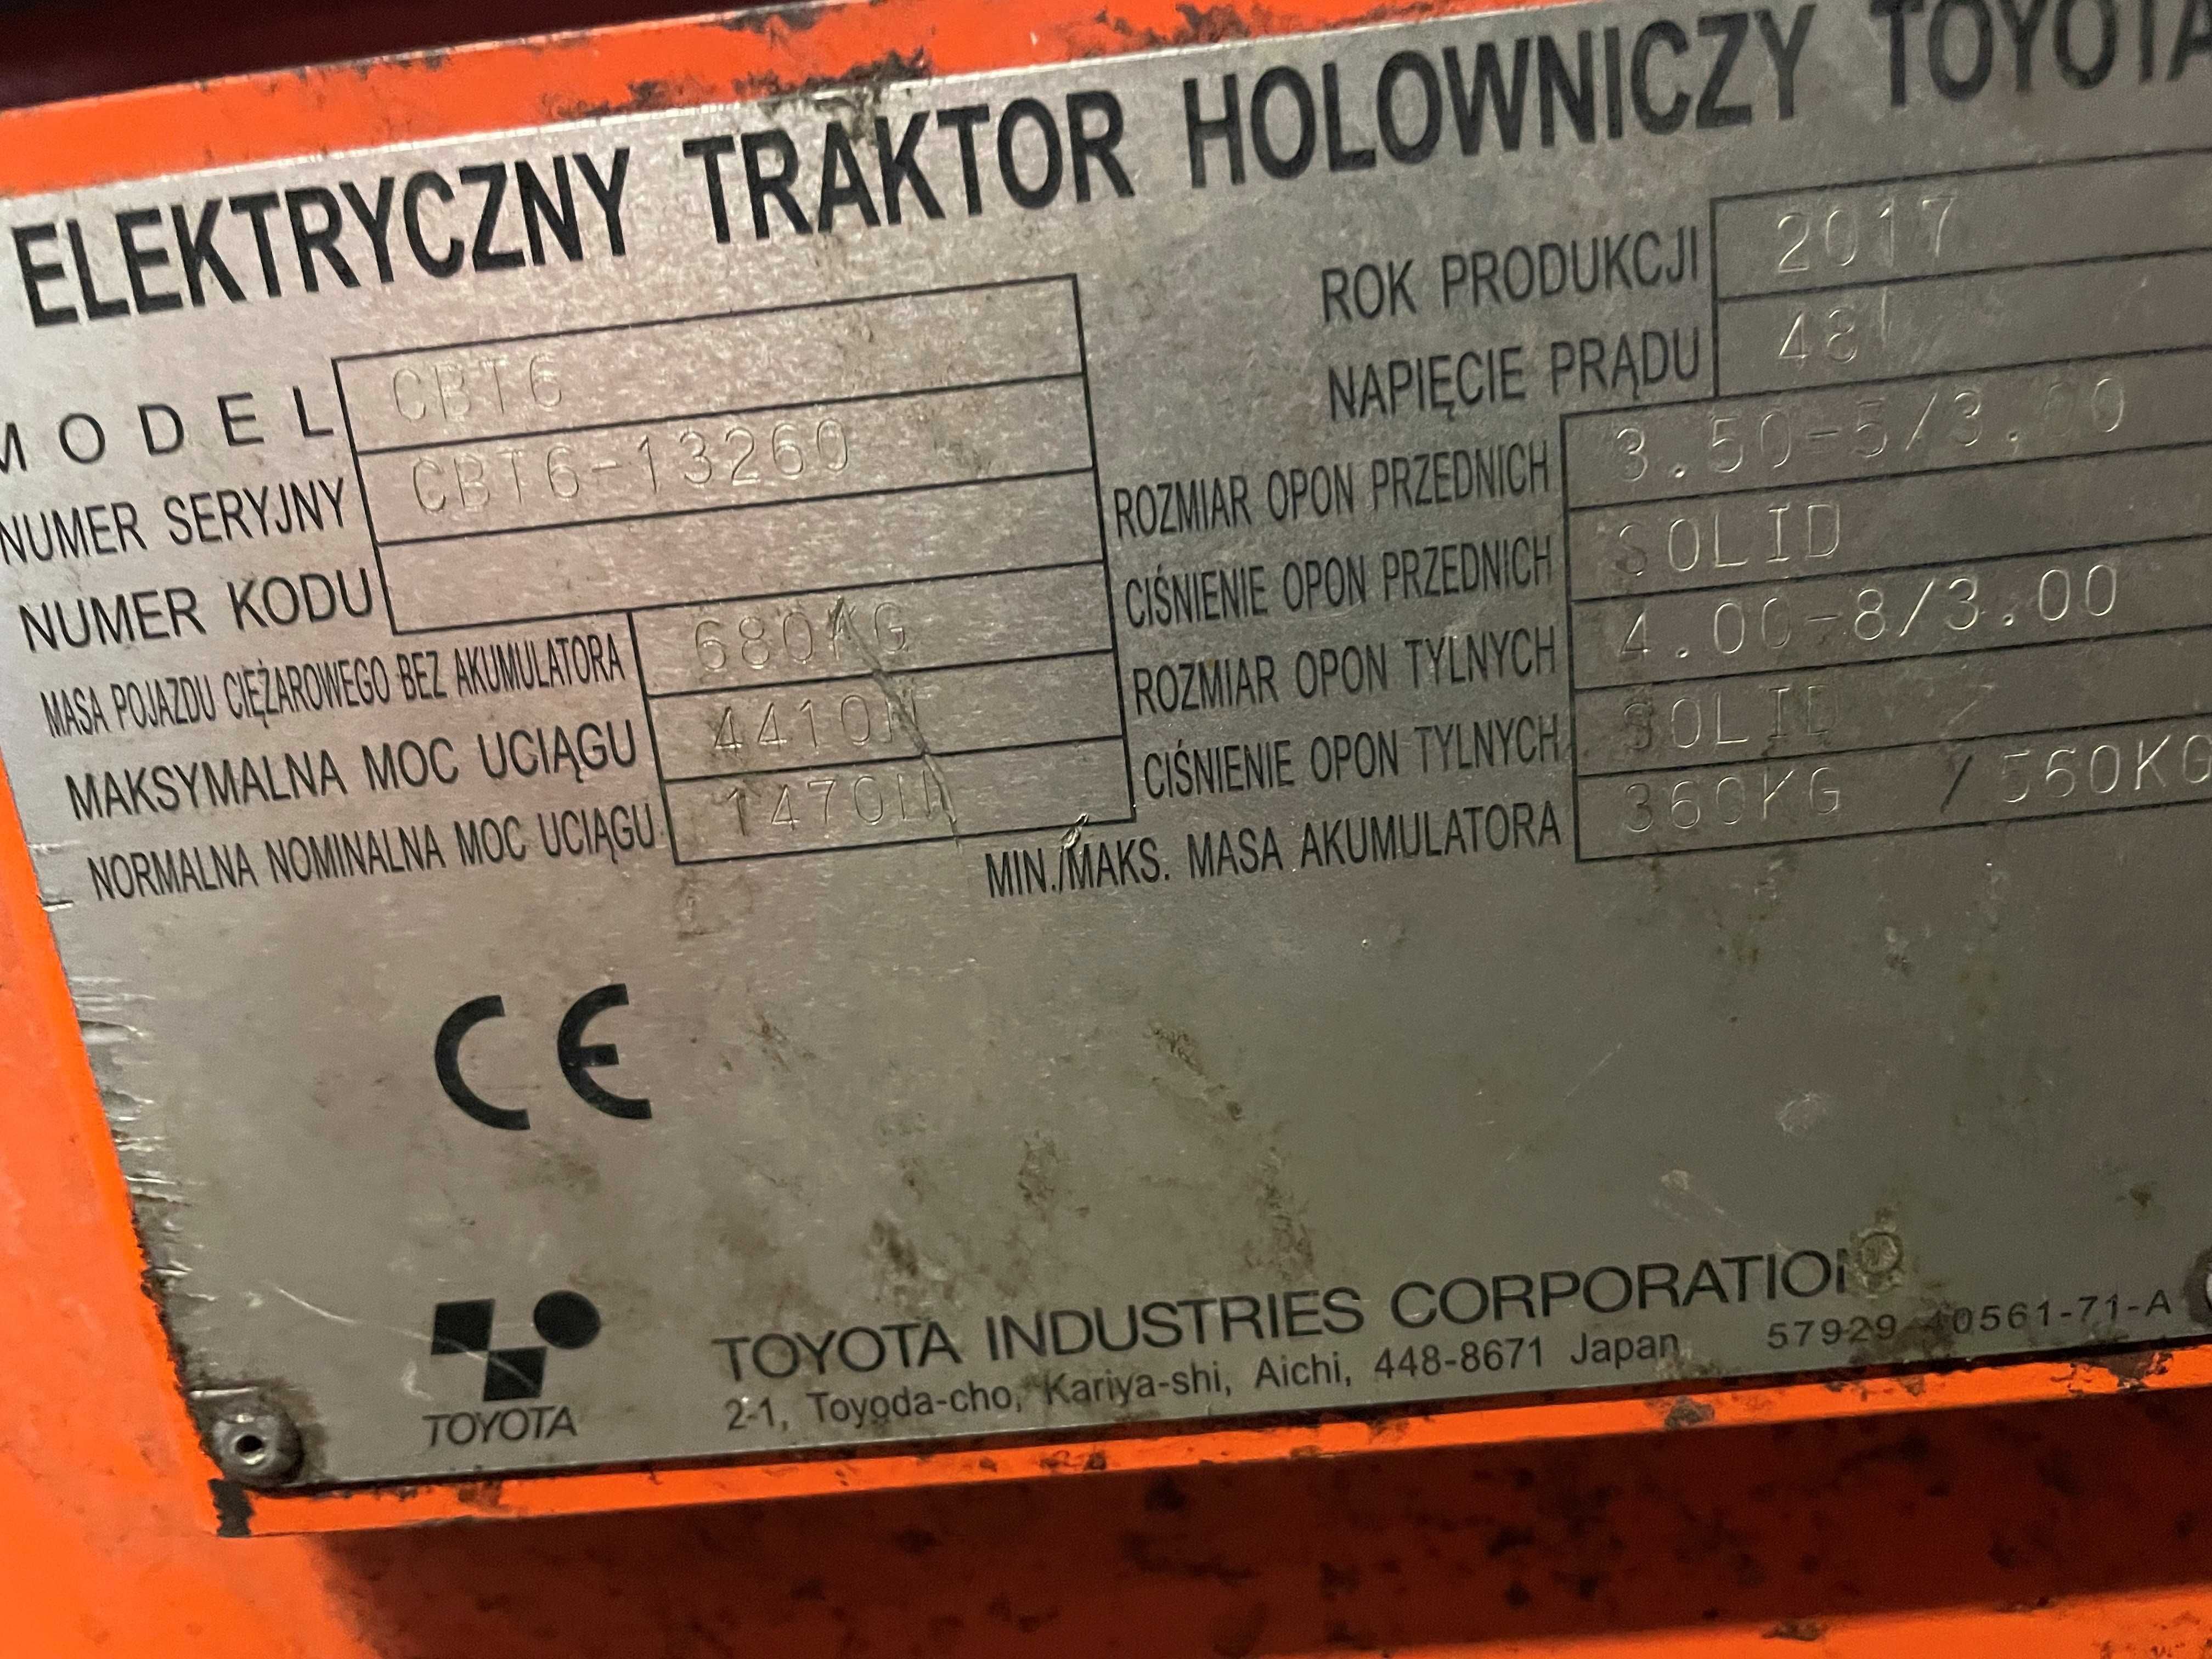 ELEKTRYCZNY TRAKTOR HOLOWNICZY TOYOTA
MODEL CBT6
NUMER SERYJNY CBT6-13260
NUMER KODU
MASA POJAZDU CIĘŻAROWEGO BEZ AKUMULATORA 680KG
MAKSYMALNA MOC UCIĄGU 4410N
NORMALNA NOMINALNA MOC UCIĄGU 1470N
ROK PRODUKCJI 2017
NAPIĘCIE PRĄDU 48
ROZMIAR OPON PRZEDNICH 3.50-5/3.00
CIŚNIENIE OPON PRZEDNICH SOLID
ROZMIAR OPON TYLNYCH 4.00-8/3.00
CIŚNIENIE OPON TYLNYCH SOLID
MIN./MAKS. MASA AKUMULATORA 360KG / 560KG
CE
TOYOTA
TOYOTA INDUSTRIES CORPORATION
2-1, Toyoda-cho, Kariya-shi, Aichi, 448-8671 Japan
57929 0561-71-A